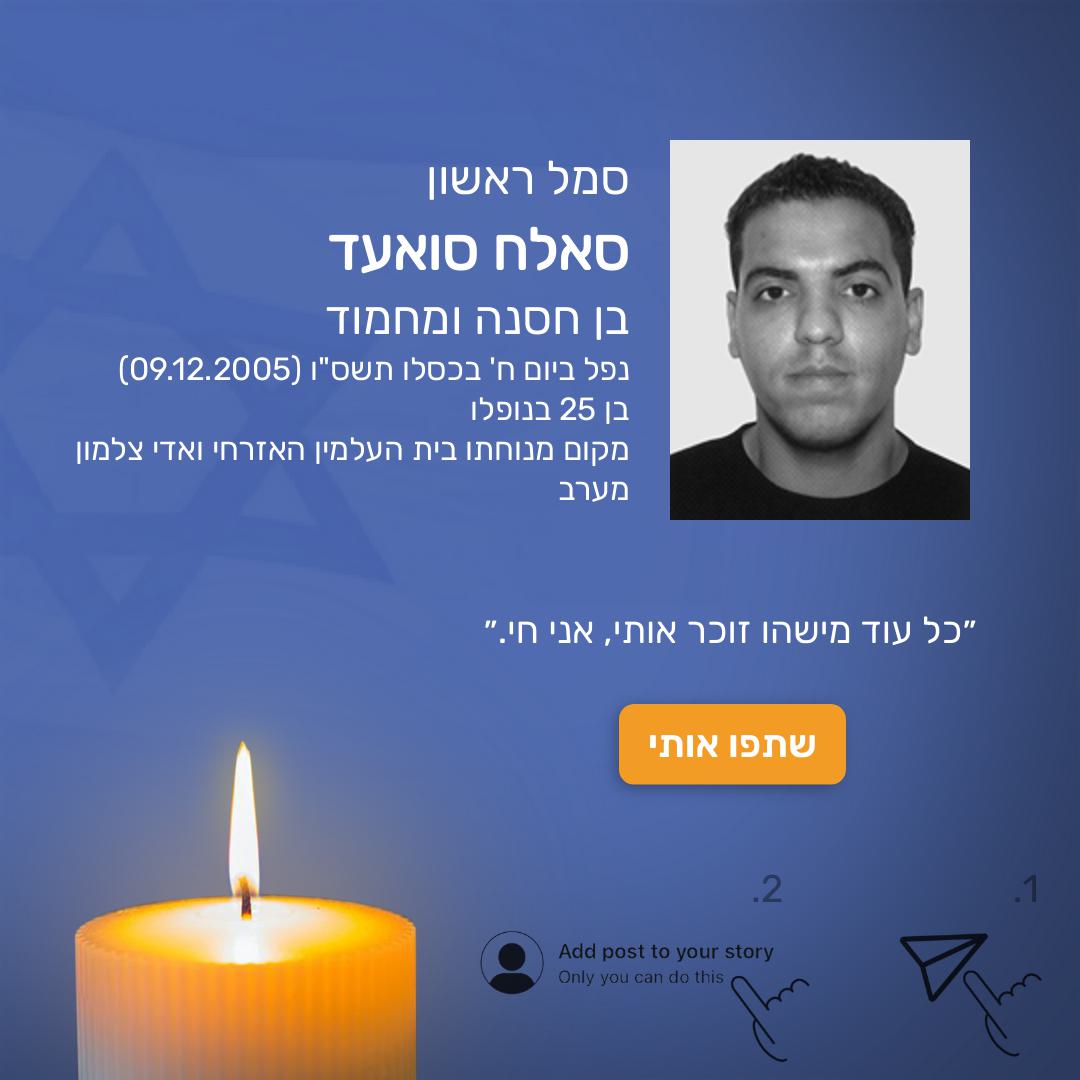 סמל ראשון
סאלח סואעד
בן חסנה ומחמוד
נפל ביום ח' בכסלו תשס"ו (09.12.2005)
בן 25 בנופלו
מקום מנוחתו בית העלמין האזרחי ואדי צלמון
מערב
״כל עוד מישהו זוכר אותי, אני חי.״
שתפו אותי
1.
2.
Add post to your story
Only you can do this